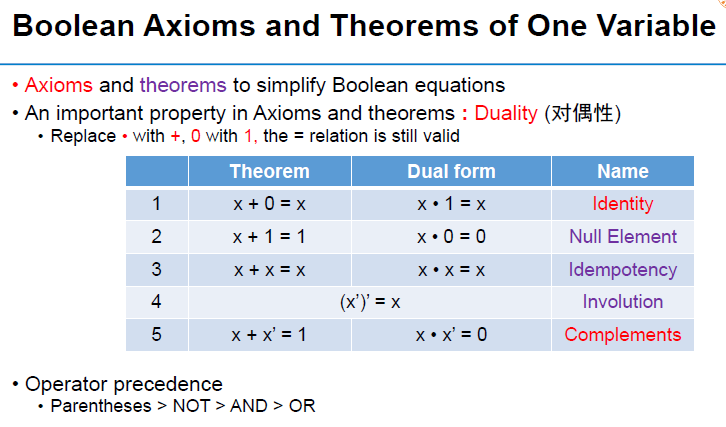 Boolean Axioms and Theorems of One Variable
• Axioms and theorems to simplify Boolean equations
• An important property in Axioms and theorems : Duality (对偶性)
• Replace • with +, 0 with 1, the = relation is still valid
Theorem Dual form Name
1 x + 0 = x x • 1 = x Identity
2 x + 1 = 1 x • 0 = 0 Null Element
3 x + x = x x • x = x Idempotency
4 (x’)’ = x Involution
5 x + x’ = 1 x • x’ = 0 Complements
• Operator precedence
• Parentheses > NOT > AND > OR